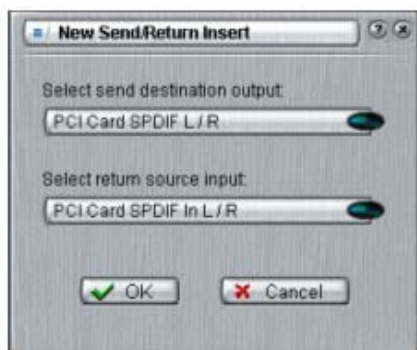 New Send/Return Insert
Select send destination output:
PCI Card SPDIF L / R
Select return source input:
PCI Card SPDIF In L / R
OK
Cancel